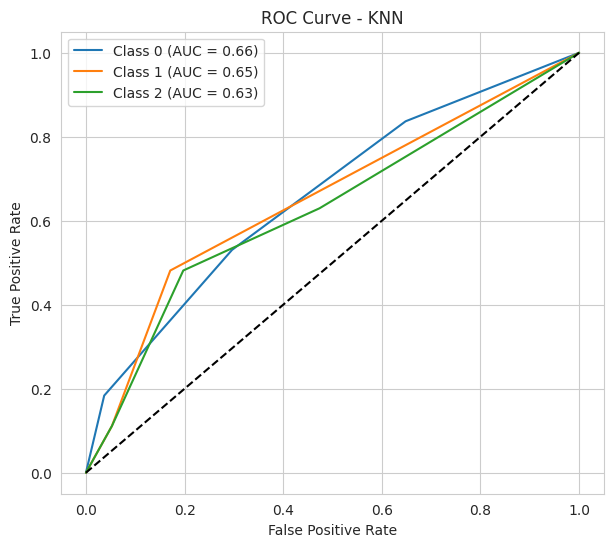 ROC Curve - KNN
Class 0 (AUC = 0.66)
Class 1 (AUC = 0.65)
Class 2 (AUC = 0.63)
True Positive Rate
1.0
0.8
0.6
0.4
0.2
0.0
0.0 0.2 0.4 0.6 0.8 1.0
False Positive Rate